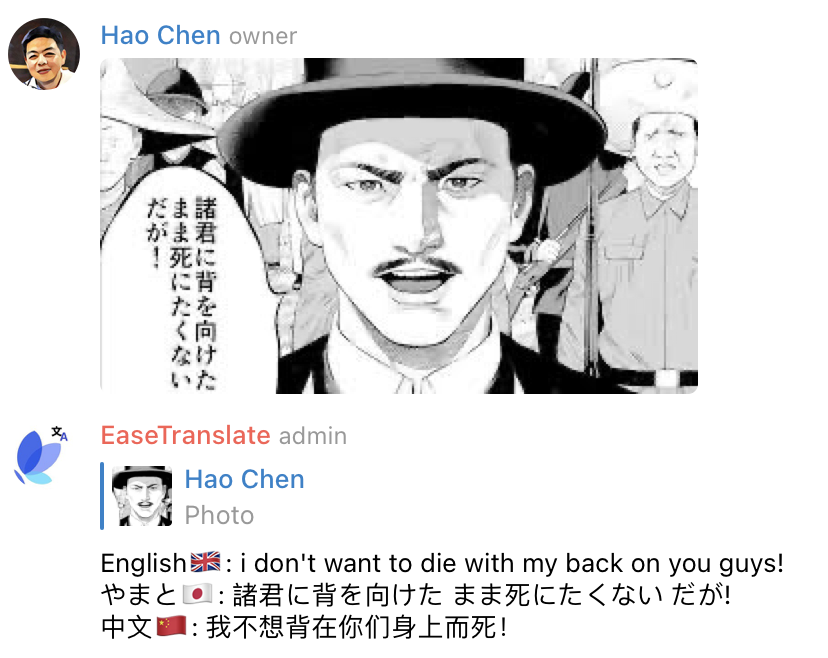 Hao Chen owner
諸君に背を向けた
まま死にたくない
だが!
文A
EaseTranslate admin
Hao Chen
Photo
English🇬🇧: i don't want to die with my back on you guys!
やまと🇯🇵: 諸君に背を向けた まま死にたくない だが!
中文🇨🇳: 我不想背在你们身上而死!